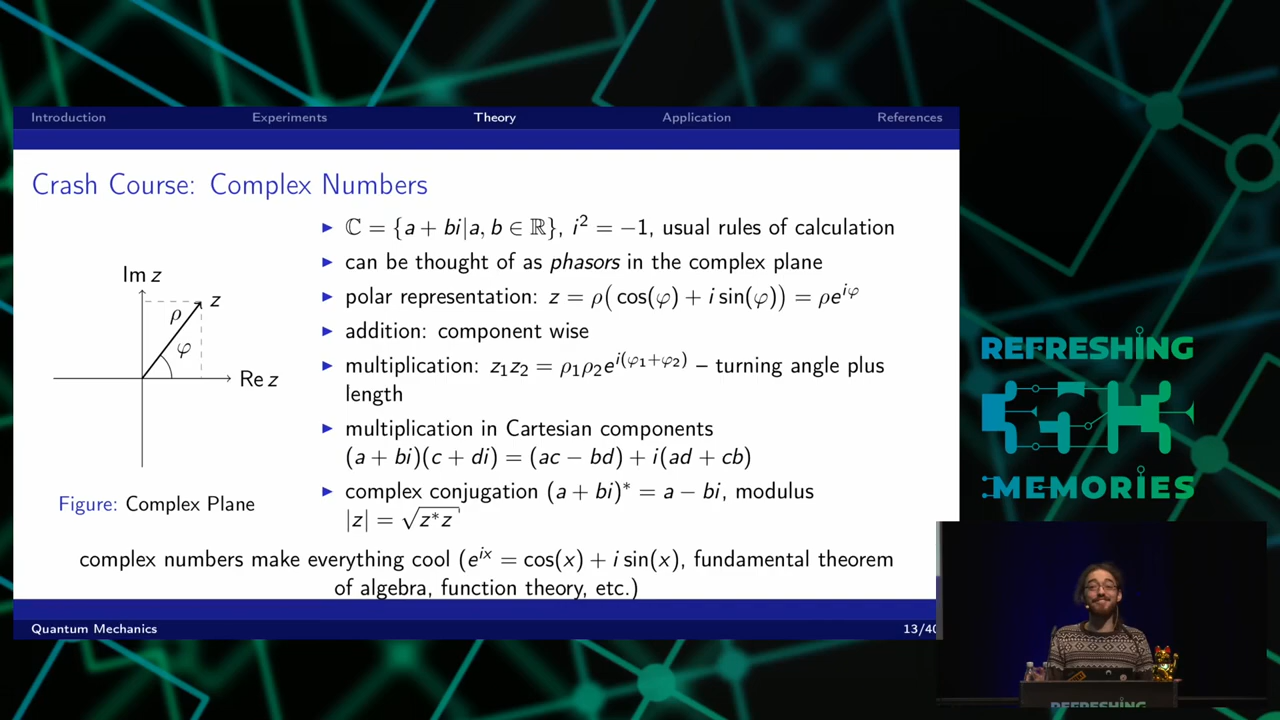 Introduction Experiments Theory Application References
Crash Course: Complex Numbers
ℂ = {a + bi|a, b ∈ ℝ}, i² = −1, usual rules of calculation
can be thought of as phasors in the complex plane
polar representation: z = ρ(cos(φ) + i sin(φ)) = ρe^{iφ}
addition: component wise
multiplication: z₁z₂ = ρ₁ρ₂e^{i(φ₁+φ₂)} – turning angle plus
length
multiplication in Cartesian components
(a + bi)(c + di) = (ac − bd) + i(ad + cb)
complex conjugation (a + bi)* = a − bi, modulus
|z| = √z*z
Im z
z
ρ
φ
Re z
Figure: Complex Plane
complex numbers make everything cool (e^{ix} = cos(x) + i sin(x), fundamental theorem
of algebra, function theory, etc.)
Quantum Mechanics 13/40
REFRESHING
MEMORIES
REFRESHING